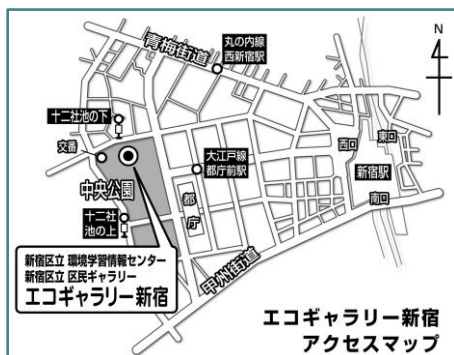 青梅街道
丸の内線
西新宿駅
N
十二社池の下
交番
中央公園
大江戸線
都庁前駅
都
庁
西口
東口
新宿駅
南口
十二社
池の上
甲州街道
新宿区立 環境学習情報センター
新宿区立 区民ギャラリー
エコギャラリー新宿
エコギャラリー新宿
アクセスマップ